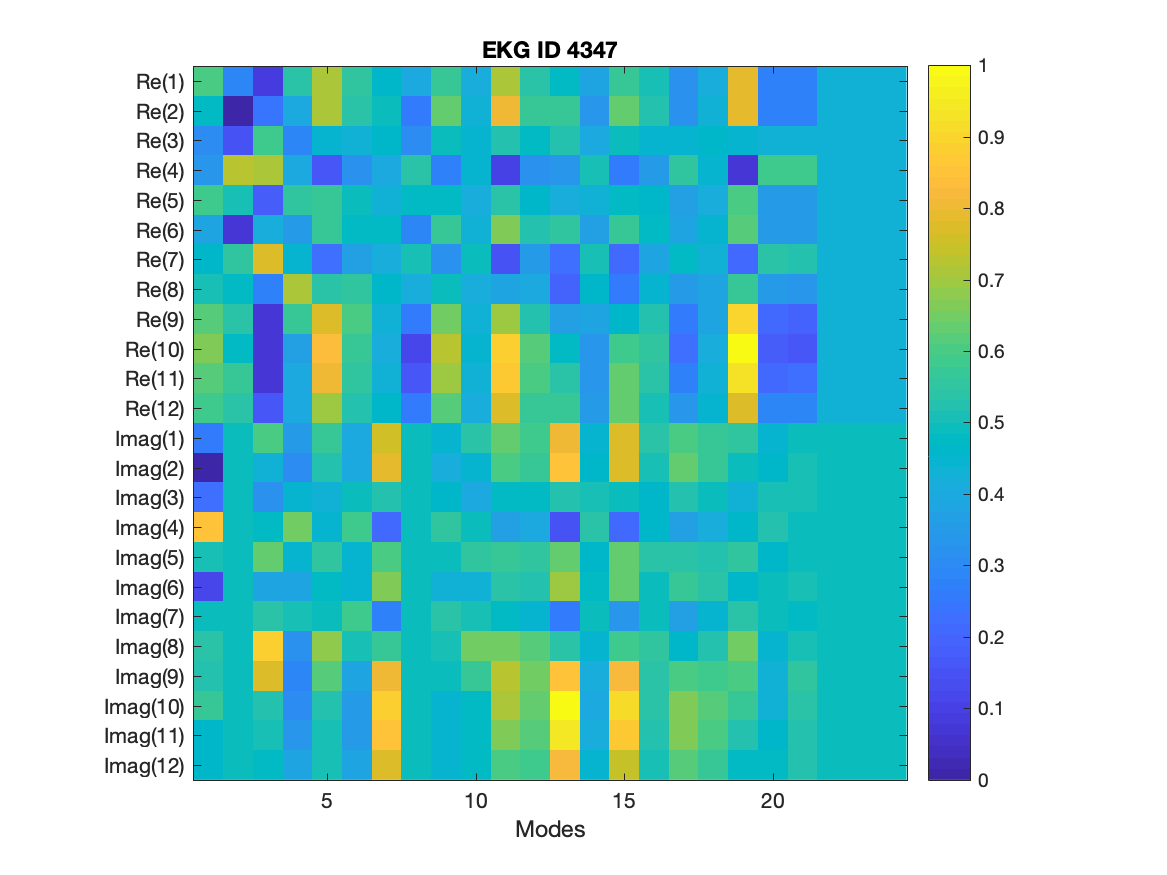 EKG ID 4347
Re(1)
Re(2)
Re(3)
Re(4)
Re(5)
Re(6)
Re(7)
Re(8)
Re(9)
Re(10)
Re(11)
Re(12)
Imag(1)
Imag(2)
Imag(3)
Imag(4)
Imag(5)
Imag(6)
Imag(7)
Imag(8)
Imag(9)
Imag(10)
Imag(11)
Imag(12)
5 10 15 20
Modes
1
0.9
0.8
0.7
0.6
0.5
0.4
0.3
0.2
0.1
0